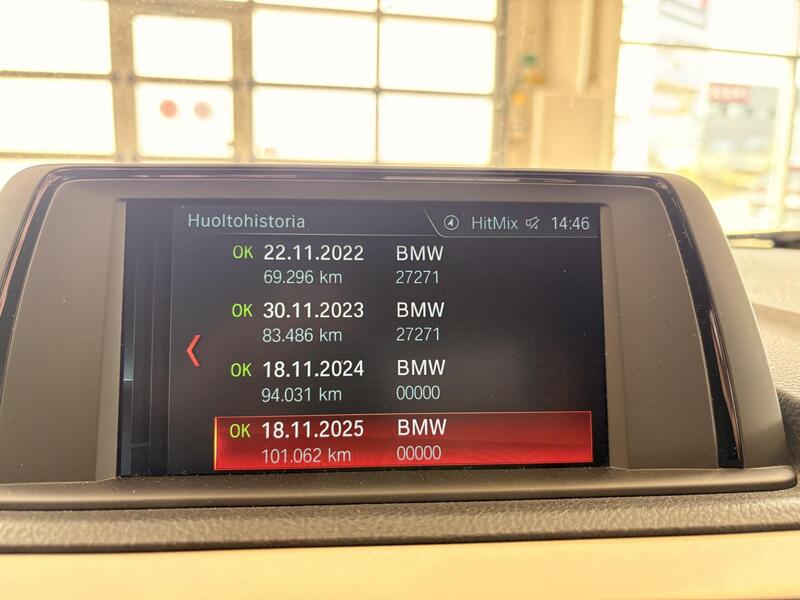 Huoltohistoria HitMix 14:46
OK 22.11.2022 BMW
69.296 km 27271
OK 30.11.2023 BMW
83.486 km 27271
OK 18.11.2024 BMW
94.031 km 00000
OK 18.11.2025 BMW
101.062 km 00000